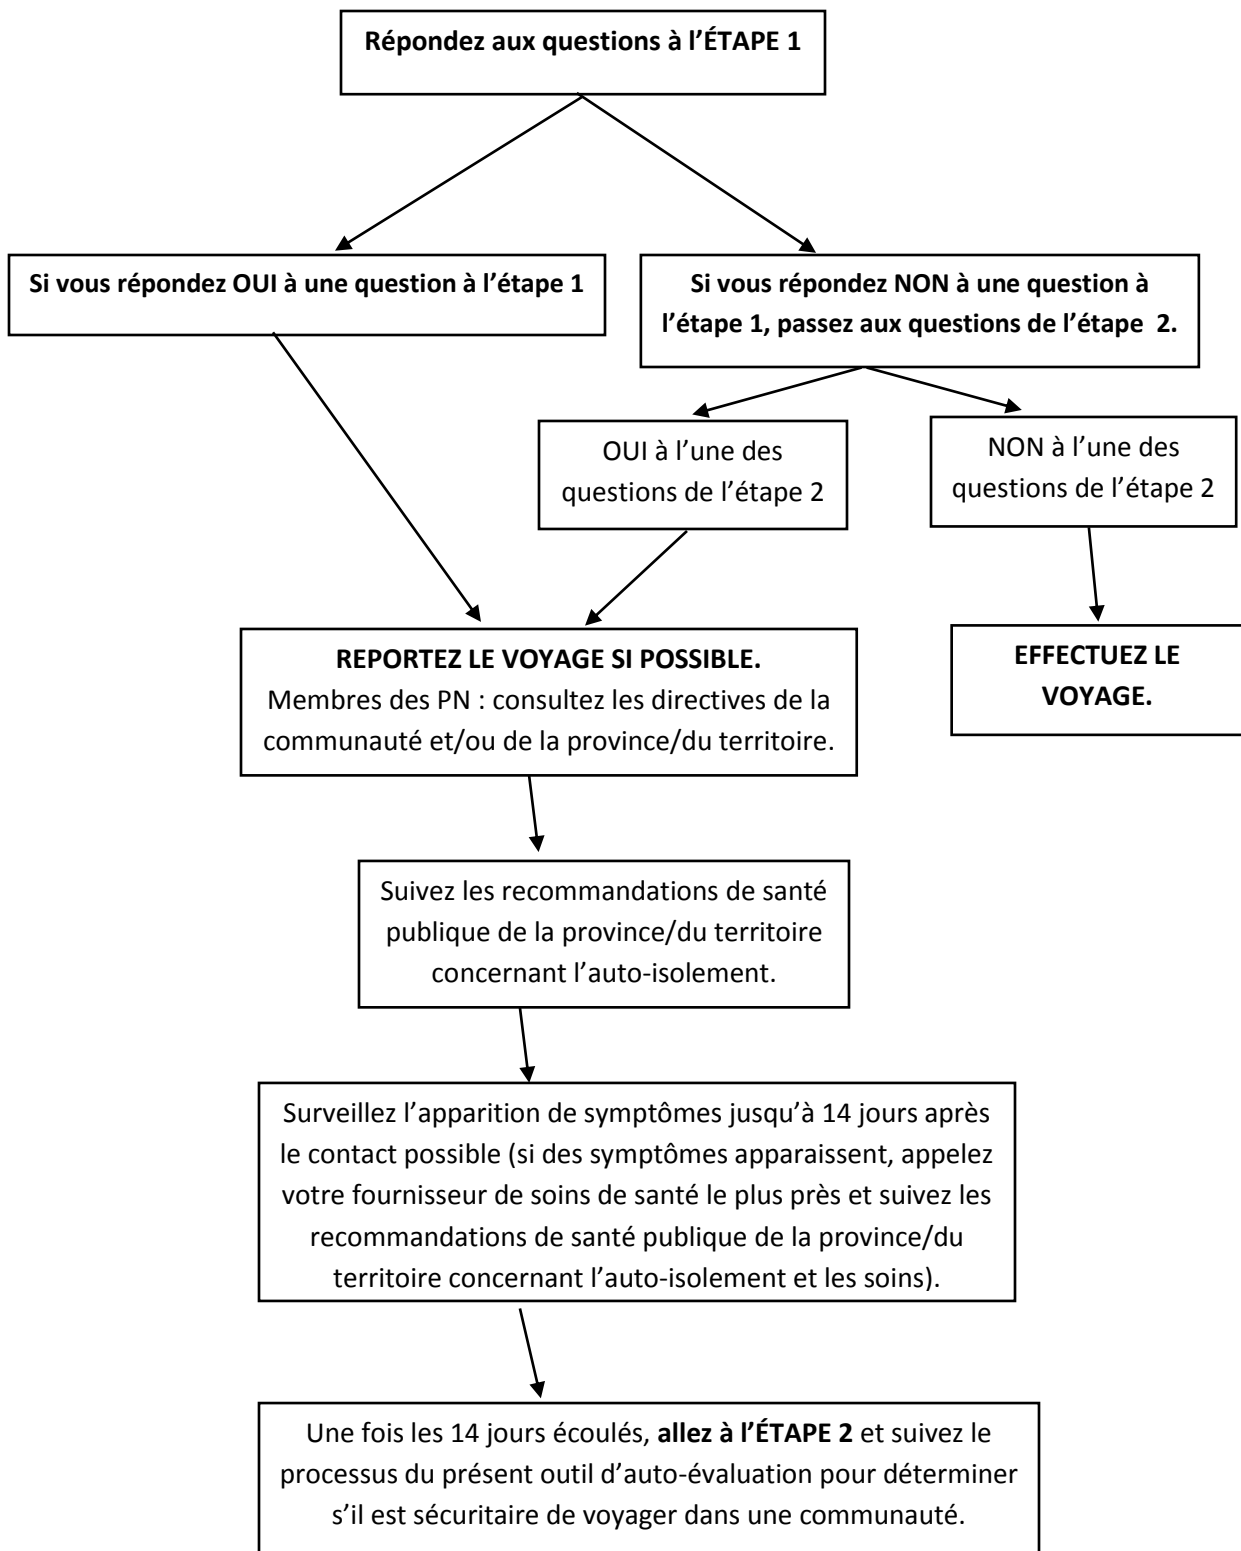 Répondez aux questions à l’ÉTAPE 1
Si vous répondez OUI à une question à l’étape 1
Si vous répondez NON à une question à
l’étape 1, passez aux questions de l’étape 2.
OUI à l’une des
questions de l’étape 2
NON à l’une des
questions de l’étape 2
REPORTEZ LE VOYAGE SI POSSIBLE.
Membres des PN : consultez les directives de la
communauté et/ou de la province/du territoire.
EFFECTUEZ LE
VOYAGE.
Suivez les recommandations de santé
publique de la province/du territoire
concernant l’auto-isolement.
Surveillez l’apparition de symptômes jusqu’à 14 jours après
le contact possible (si des symptômes apparaissent, appelez
votre fournisseur de soins de santé le plus près et suivez les
recommandations de santé publique de la province/du
territoire concernant l’auto-isolement et les soins).
Une fois les 14 jours écoulés, allez à l’ÉTAPE 2 et suivez le
processus du présent outil d’auto-évaluation pour déterminer
s’il est sécuritaire de voyager dans une communauté.